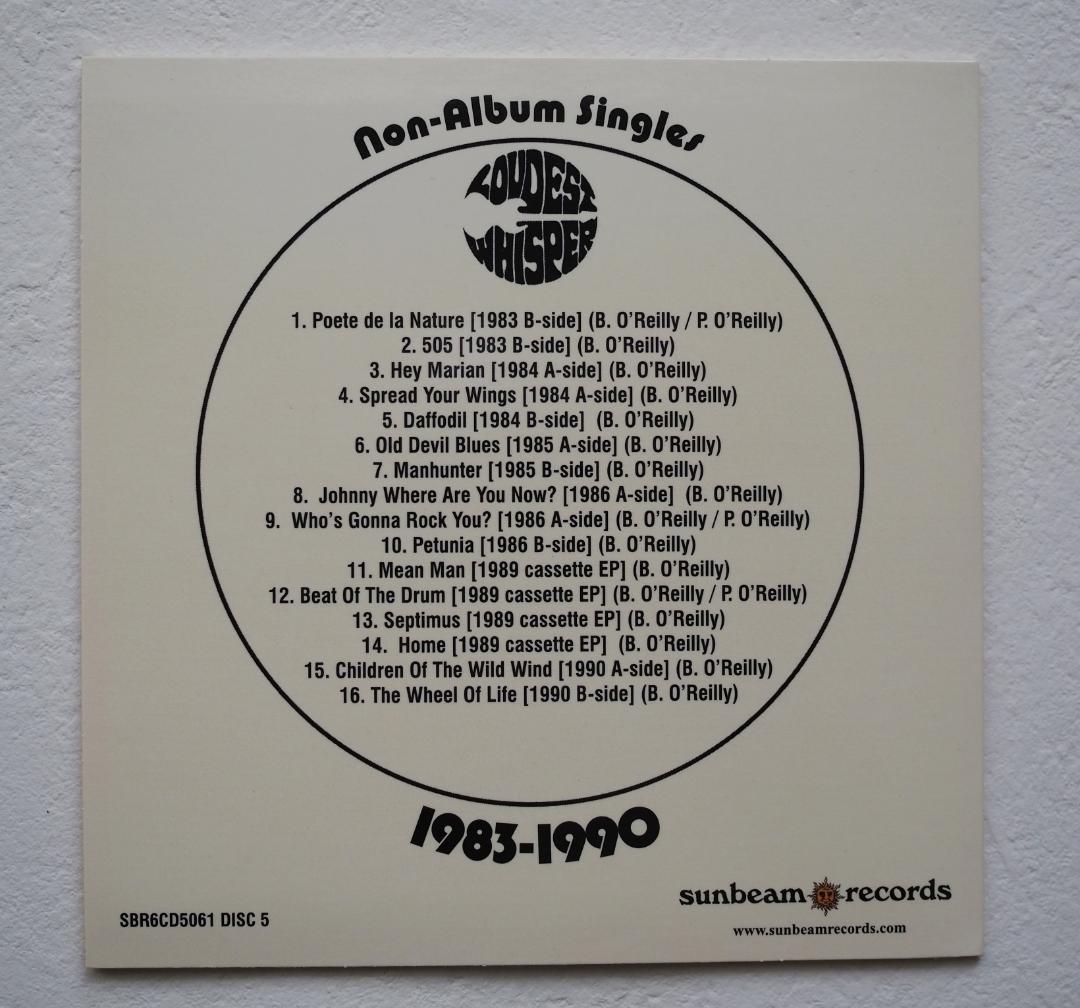 Non-Album Singles
LOUDEST
WHISPER
1. Poete de la Nature [1983 B-side] (B. O'Reilly / P. O'Reilly)
2. 505 [1983 B-side] (B. O'Reilly)
3. Hey Marian [1984 A-side] (B. O'Reilly)
4. Spread Your Wings [1984 A-side] (B. O'Reilly)
5. Daffodil [1984 B-side]  (B. O'Reilly)
6. Old Devil Blues [1985 A-side] (B. O'Reilly)
7. Manhunter [1985 B-side] (B. O'Reilly)
8.  Johnny Where Are You Now? [1986 A-side]  (B. O'Reilly)
9.  Who's Gonna Rock You? [1986 A-side] (B. O'Reilly / P. O'Reilly)
10. Petunia [1986 B-side] (B. O'Reilly)
11. Mean Man [1989 cassette EP] (B. O'Reilly)
12. Beat Of The Drum [1989 cassette EP] (B. O'Reilly / P. O'Reilly)
13. Septimus [1989 cassette EP] (B. O'Reilly)
14.  Home [1989 cassette EP]  (B. O'Reilly)
15. Children Of The Wild Wind [1990 A-side] (B. O'Reilly)
16. The Wheel Of Life [1990 B-side] (B. O'Reilly)
1983-1990
sunbeam records
SBR6CD5061 DISC 5
www.sunbeamrecords.com